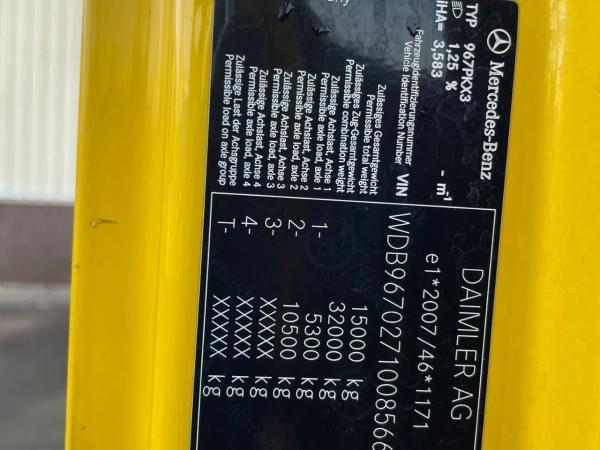 Mercedes-Benz
TYP 967PKX3
1,25 %
iHA= 3,583 - m⁻¹
DAIMLER AG
e1*2007/46*1171
Fahrzeugidentifizierungsnummer
Vehicle Identification Number VIN WDB9670271008566
Zulässiges Gesamtgewicht
Permissible total weight 15000 kg
Zulässiges Zug-Gesamtgewicht
Permissible combination weight 32000 kg
Zulässige Achslast, Achse 1
Permissible axle load, axle 1 1- 5300 kg
Zulässige Achslast, Achse 2
Permissible axle load, axle 2 2- 10500 kg
Zulässige Achslast, Achse 3
Permissible axle load, axle 3 3- XXXXX kg
Zulässige Achslast, Achse 4
Permissible axle load, axle 4 4- XXXXX kg
Zulässige Last der Achsgruppe
Permissible load on axle group T- XXXXX kg